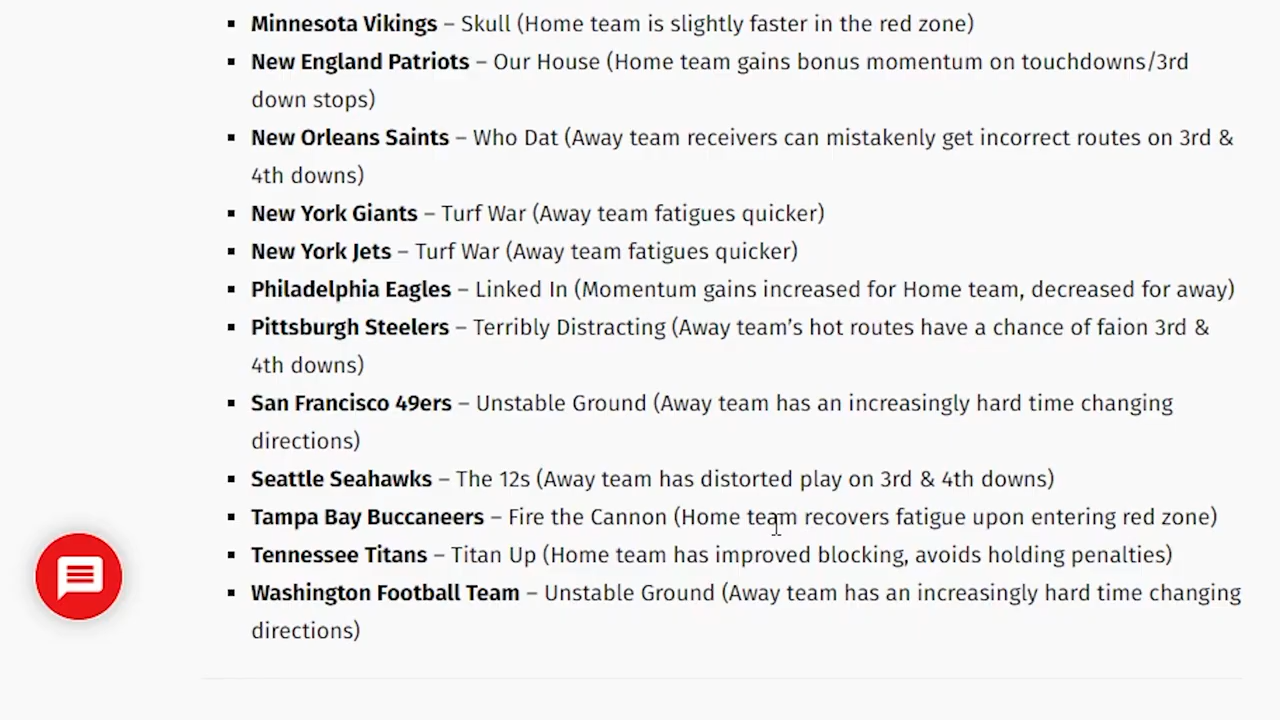 ▪ Minnesota Vikings – Skull (Home team is slightly faster in the red zone)
▪ New England Patriots – Our House (Home team gains bonus momentum on touchdowns/3rd
down stops)
▪ New Orleans Saints – Who Dat (Away team receivers can mistakenly get incorrect routes on 3rd &
4th downs)
▪ New York Giants – Turf War (Away team fatigues quicker)
▪ New York Jets – Turf War (Away team fatigues quicker)
▪ Philadelphia Eagles – Linked In (Momentum gains increased for Home team, decreased for away)
▪ Pittsburgh Steelers – Terribly Distracting (Away team’s hot routes have a chance of faion 3rd &
4th downs)
▪ San Francisco 49ers – Unstable Ground (Away team has an increasingly hard time changing
directions)
▪ Seattle Seahawks – The 12s (Away team has distorted play on 3rd & 4th downs)
▪ Tampa Bay Buccaneers – Fire the Cannon (Home team recovers fatigue upon entering red zone)
▪ Tennessee Titans – Titan Up (Home team has improved blocking, avoids holding penalties)
▪ Washington Football Team – Unstable Ground (Away team has an increasingly hard time changing
directions)